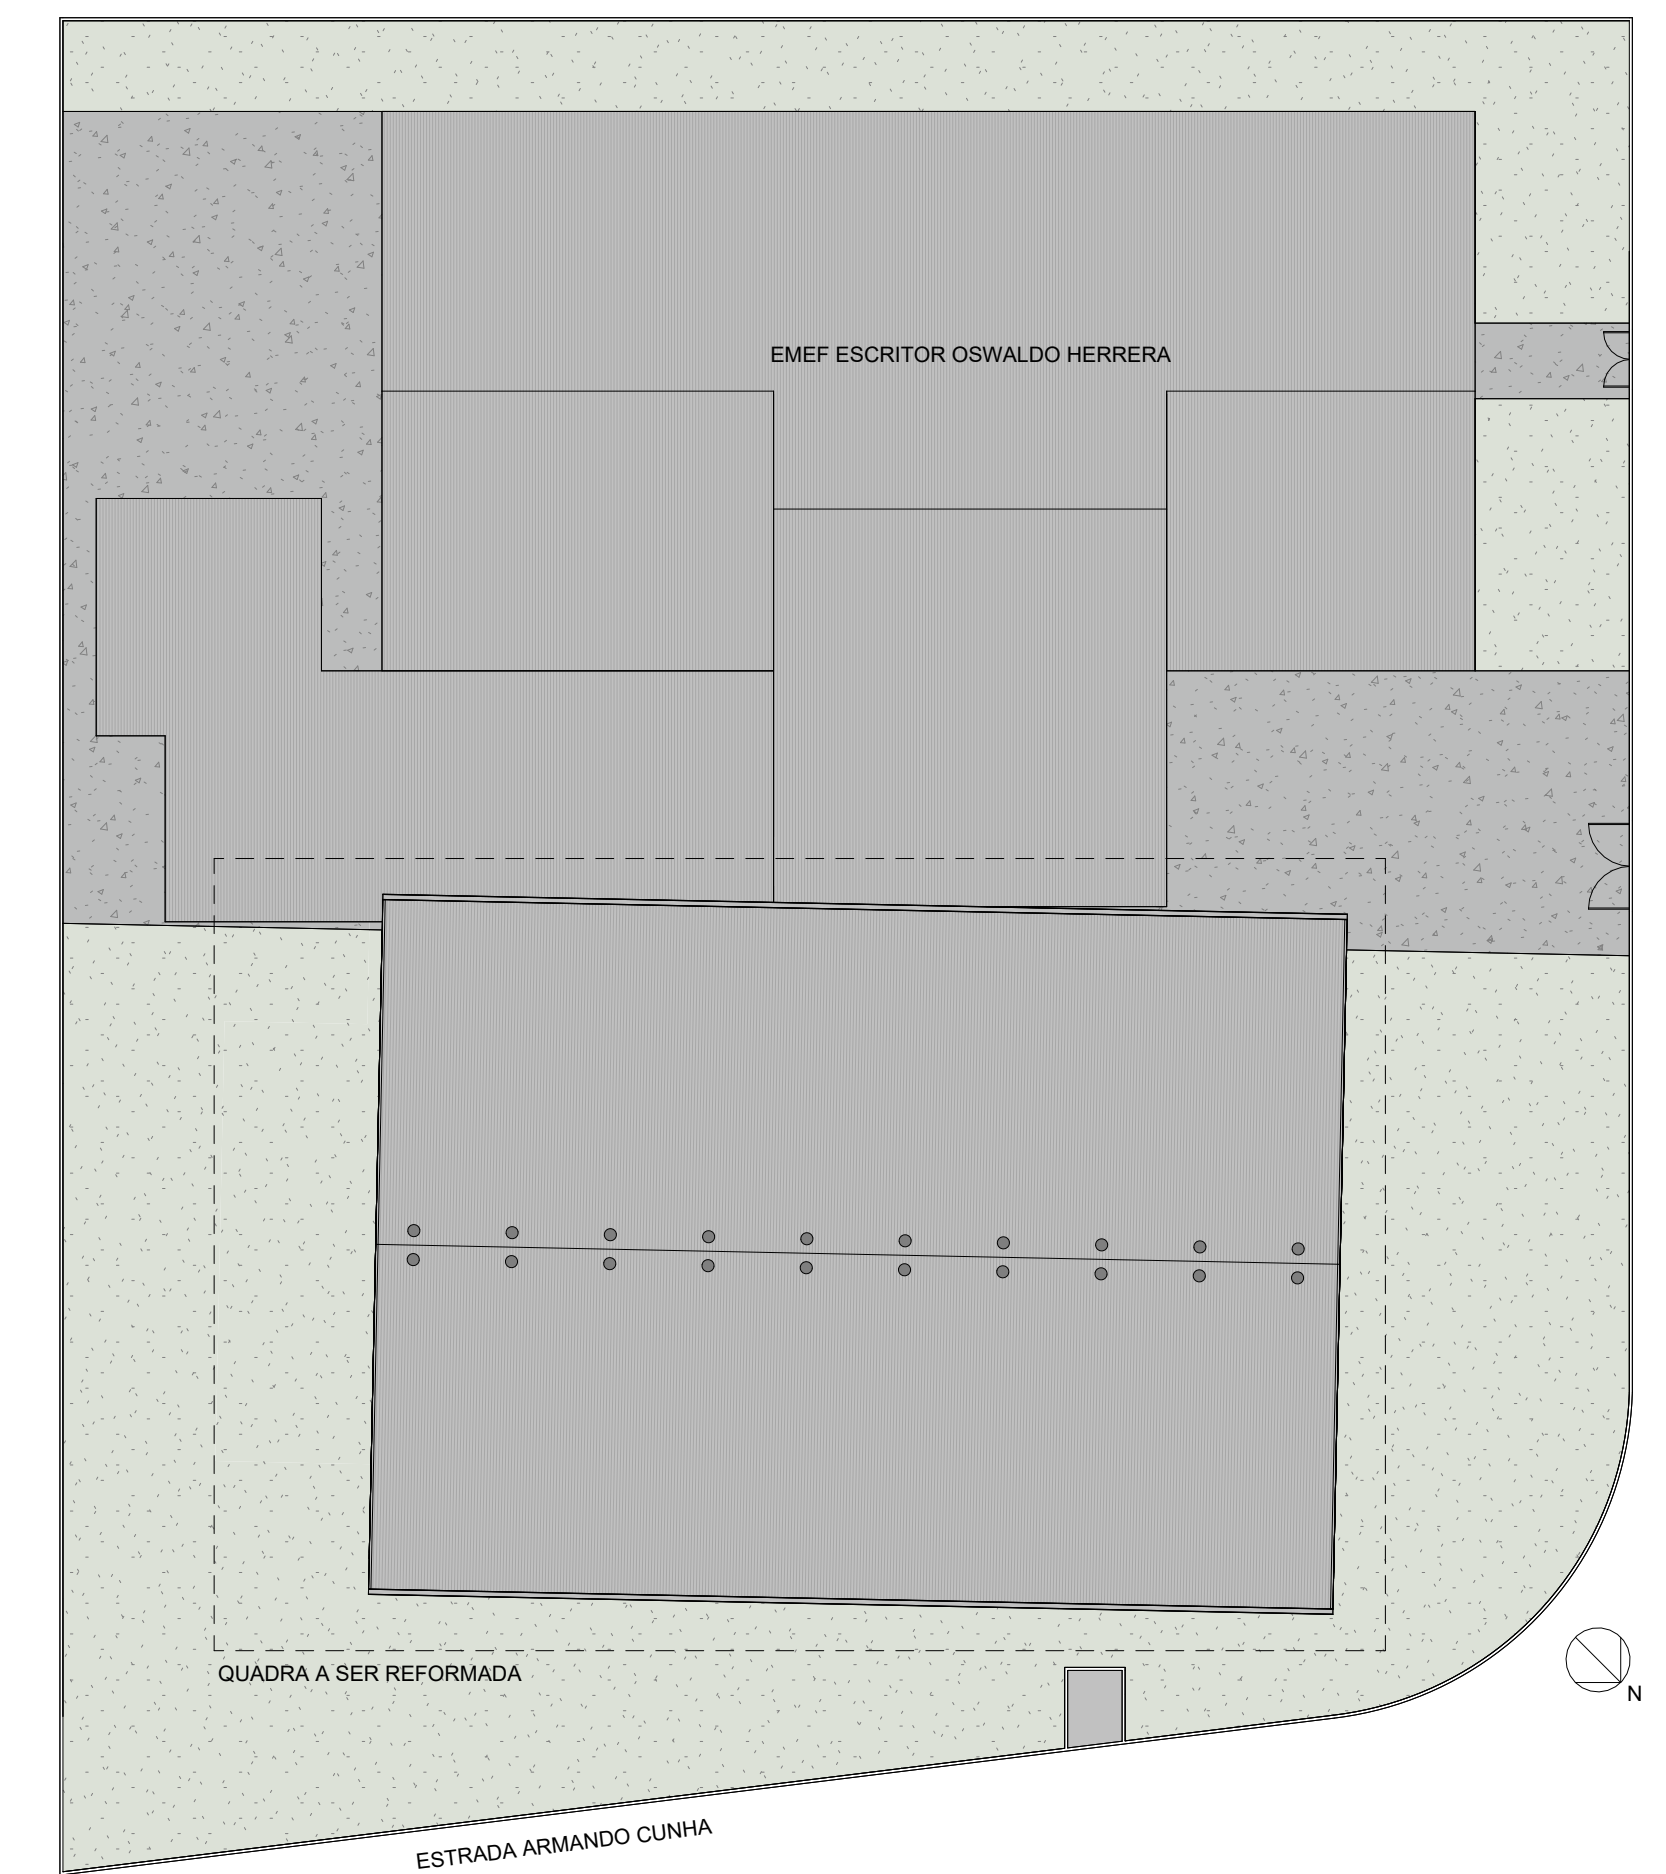 EMEF ESCRITOR OSWALDO HERRERA
QUADRA A SER REFORMADA
N
ESTRADA ARMANDO CUNHA